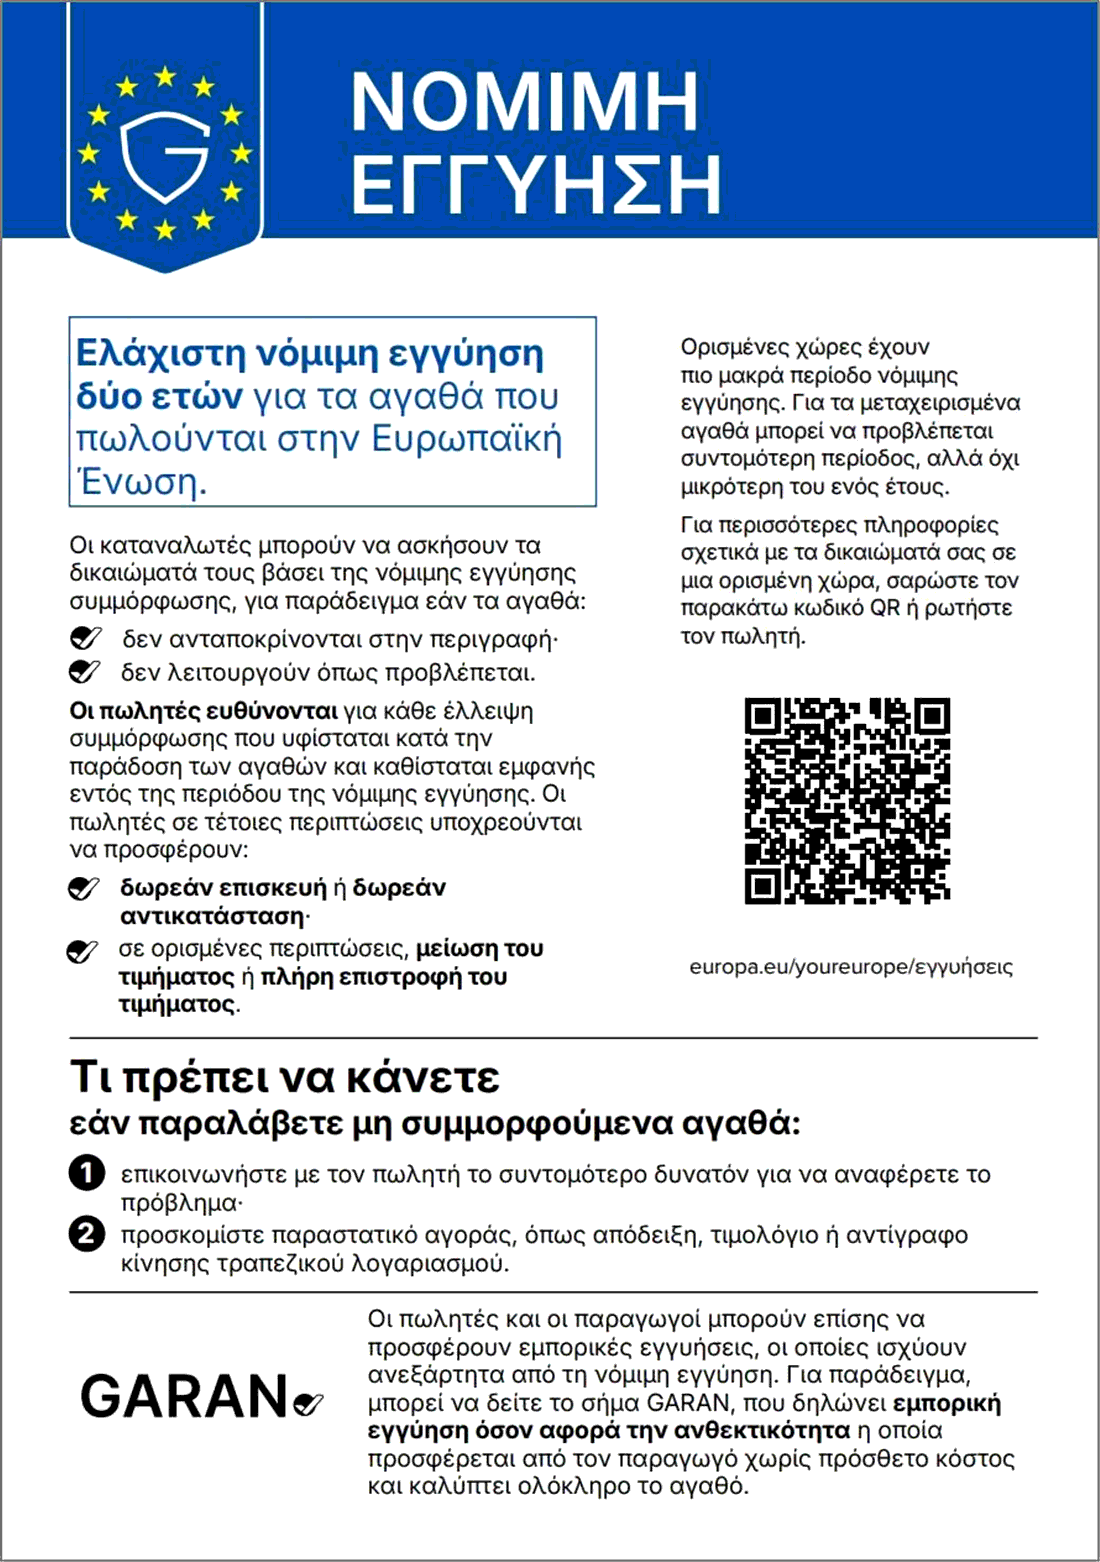 ΝΟΜΙΜΗ
ΕΓΓΥΗΣΗ
Ελάχιστη νόμιμη εγγύηση
δύο ετών για τα αγαθά που
πωλούνται στην Ευρωπαϊκή
Ένωση.
Οι καταναλωτές μπορούν να ασκήσουν τα
δικαιώματά τους βάσει της νόμιμης εγγύησης
συμμόρφωσης, για παράδειγμα εάν τα αγαθά:
δεν ανταποκρίνονται στην περιγραφή·
δεν λειτουργούν όπως προβλέπεται.
Οι πωλητές ευθύνονται για κάθε έλλειψη
συμμόρφωσης που υφίσταται κατά την
παράδοση των αγαθών και καθίσταται εμφανής
εντός της περιόδου της νόμιμης εγγύησης. Οι
πωλητές σε τέτοιες περιπτώσεις υποχρεούνται
να προσφέρουν:
δωρεάν επισκευή ή δωρεάν
αντικατάσταση·
σε ορισμένες περιπτώσεις, μείωση του
τιμήματος ή πλήρη επιστροφή του
τιμήματος.
Ορισμένες χώρες έχουν
πιο μακρά περίοδο νόμιμης
εγγύησης. Για τα μεταχειρισμένα
αγαθά μπορεί να προβλέπεται
συντομότερη περίοδος, αλλά όχι
μικρότερη του ενός έτους.
Για περισσότερες πληροφορίες
σχετικά με τα δικαιώματά σας σε
μια ορισμένη χώρα, σαρώστε τον
παρακάτω κωδικό QR ή ρωτήστε
τον πωλητή.
europa.eu/youreurope/εγγυήσεις
Τι πρέπει να κάνετε
εάν παραλάβετε μη συμμορφούμενα αγαθά:
1 επικοινωνήστε με τον πωλητή το συντομότερο δυνατόν για να αναφέρετε το
πρόβλημα·
2 προσκομίστε παραστατικό αγοράς, όπως απόδειξη, τιμολόγιο ή αντίγραφο
κίνησης τραπεζικού λογαριασμού.
GARAN
Οι πωλητές και οι παραγωγοί μπορούν επίσης να
προσφέρουν εμπορικές εγγυήσεις, οι οποίες ισχύουν
ανεξάρτητα από τη νόμιμη εγγύηση. Για παράδειγμα,
μπορεί να δείτε το σήμα GARAN, που δηλώνει εμπορική
εγγύηση όσον αφορά την ανθεκτικότητα η οποία
προσφέρεται από τον παραγωγό χωρίς πρόσθετο κόστος
και καλύπτει ολόκληρο το αγαθό.